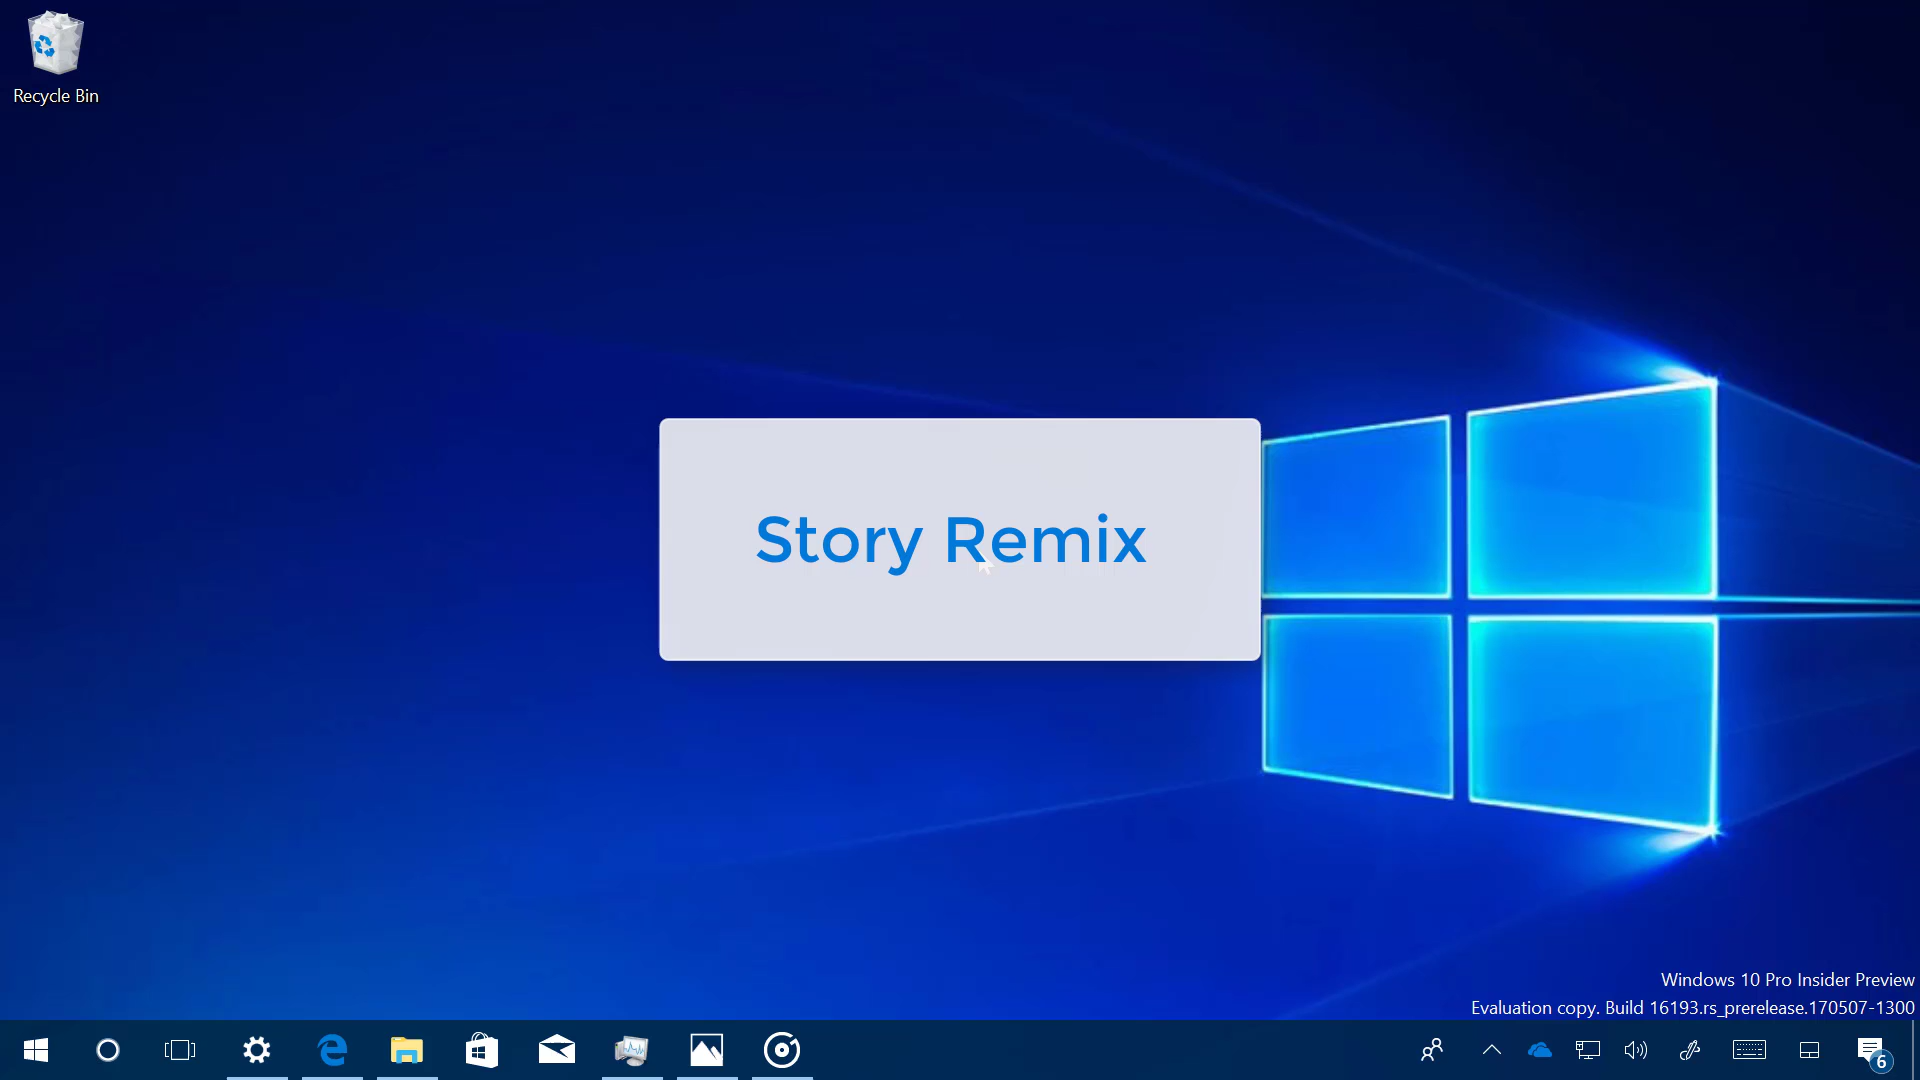 Recycle Bin
Story Remix
Windows 10 Pro Insider Preview
Evaluation copy. Build 16193.rs_prerelease.170507-1300
6